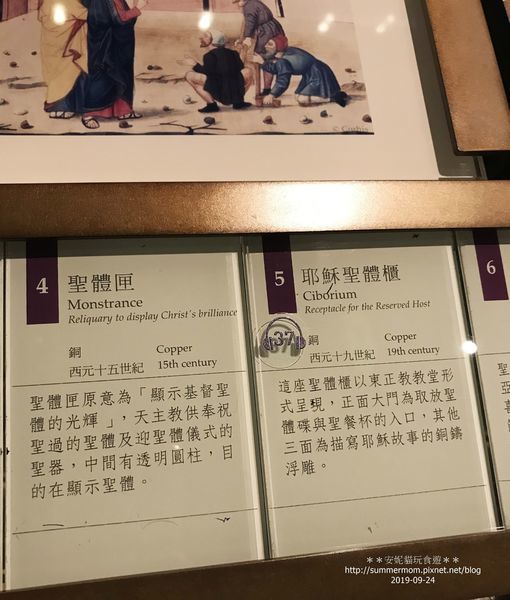 © Corbis
4
聖體匣
Monstrance
Reliquary to display Christ's brilliance
銅 Copper
西元十五世紀 15th century
聖體匣原意為「顯示基督聖
體的光輝」，天主教供奉祝
聖過的聖體及迎聖體儀式的
聖器，中間有透明圓柱，目
的在顯示聖體。
5
耶穌聖體櫃
Ciborium
Receptacle for the Reserved Host
37
銅 Copper
西元十九世紀 19th century
這座聖體櫃以東正教教堂形
式呈現，正面大門為取放聖
體碟與聖餐杯的入口，其他
三面為描寫耶穌故事的銅鑄
浮雕。
6
＊＊安妮貓玩食遊＊＊
http://summermom.pixnet.net/blog
2019-09-24